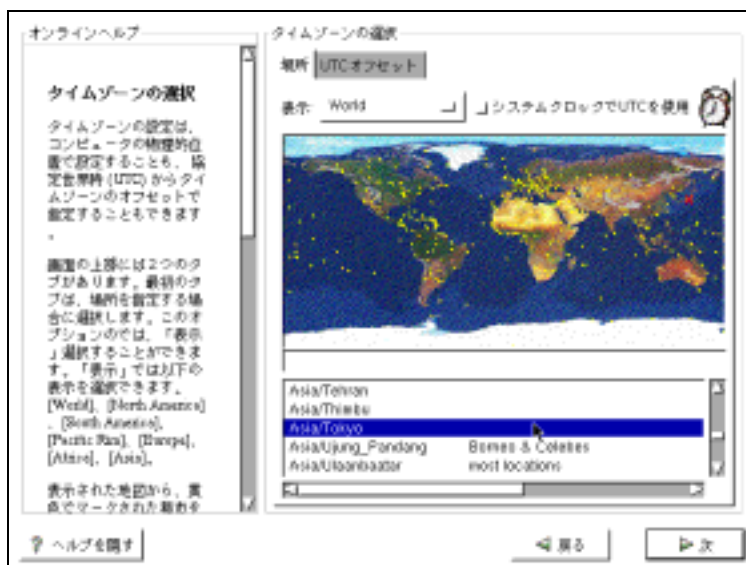 オンラインヘルプ
タイムゾーンの選択
タイムゾーンの設定は、
コンピュータの物理的位
置で設定することも、協
定世界時 (UTC) からタイ
ムゾーンのオフセットで
指定することもできます
。
画面の上部には2つのタ
ブがあります。最初のタ
ブは、場所を指定する場
合に選択します。このオ
プションのでは、「表示
」選択することができま
す。「表示」では以下の
表示を選択できます。
[World]、[North America]
、[South America]、
[Pacific Rim]、[Europe]、
[Africa]、[Asia]。
表示された地図から、黄
色でマークされた都市を
タイムゾーンの選択
場所 UTCオフセット
表示: World システムクロックでUTCを使用
Asia/Tehran
Asia/Thimbu
Asia/Tokyo
Asia/Ujung_Pandang Borneo & Celebes
Asia/Ulaanbaatar most locations
? ヘルプを隠す
戻る
次